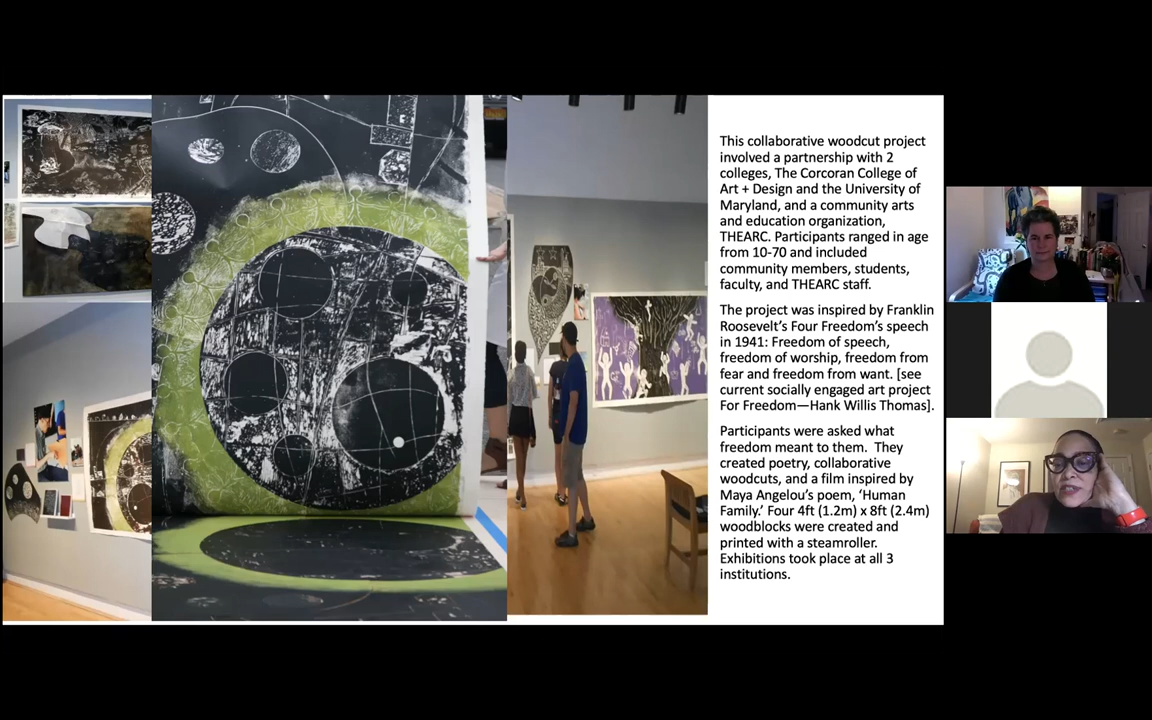 This collaborative woodcut project
involved a partnership with 2
colleges, The Corcoran College of
Art + Design and the University of
Maryland, and a community arts
and education organization,
THEARC. Participants ranged in age
from 10-70 and included
community members, students,
faculty, and THEARC staff.
The project was inspired by Franklin
Roosevelt's Four Freedom's speech
in 1941: Freedom of speech,
freedom of worship, freedom from
fear and freedom from want. [see
current socially engaged art project
For Freedom—Hank Willis Thomas].
Participants were asked what
freedom meant to them.  They
created poetry, collaborative
woodcuts, and a film inspired by
Maya Angelou's poem, ‘Human
Family.’ Four 4ft (1.2m) x 8ft (2.4m)
woodblocks were created and
printed with a steamroller.
Exhibitions took place at all 3
institutions.